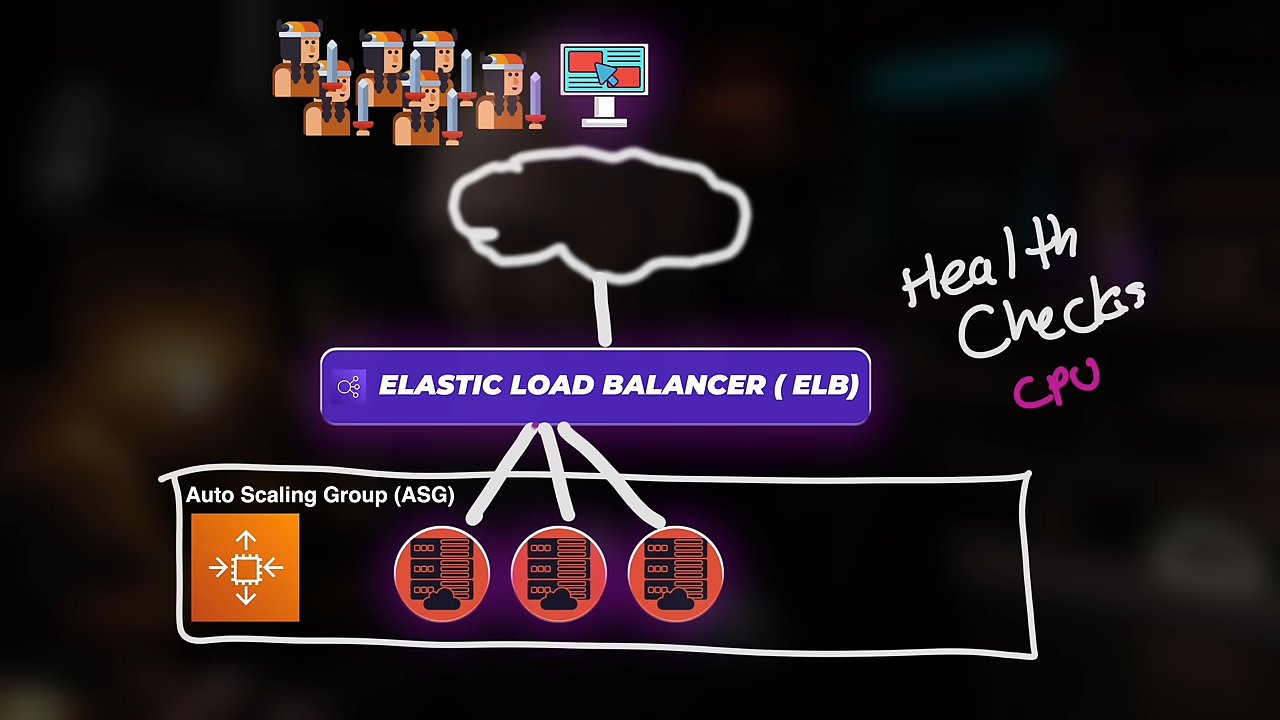 Health
Checks
CPU
ELASTIC LOAD BALANCER ( ELB)
Auto Scaling Group (ASG)